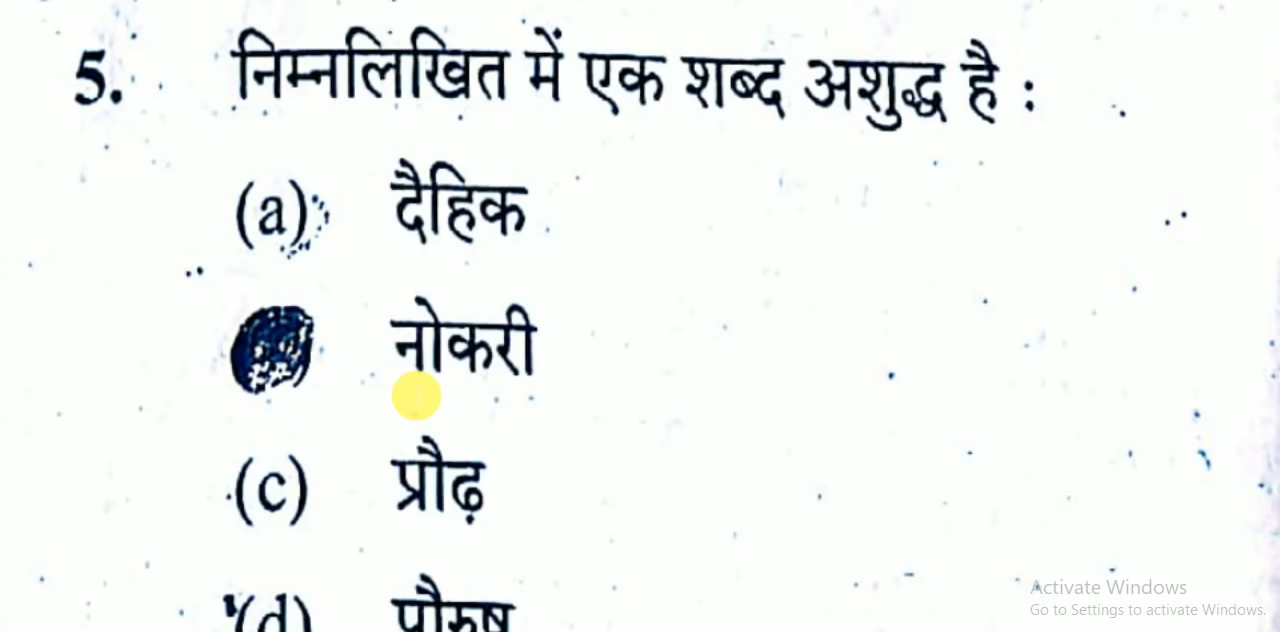 5. निम्नलिखित में एक शब्द अशुद्ध है :
(a) दैहिक
नोकरी
(c) प्रौढ़
(d) पौरुष
Activate Windows
Go to Settings to activate Windows.